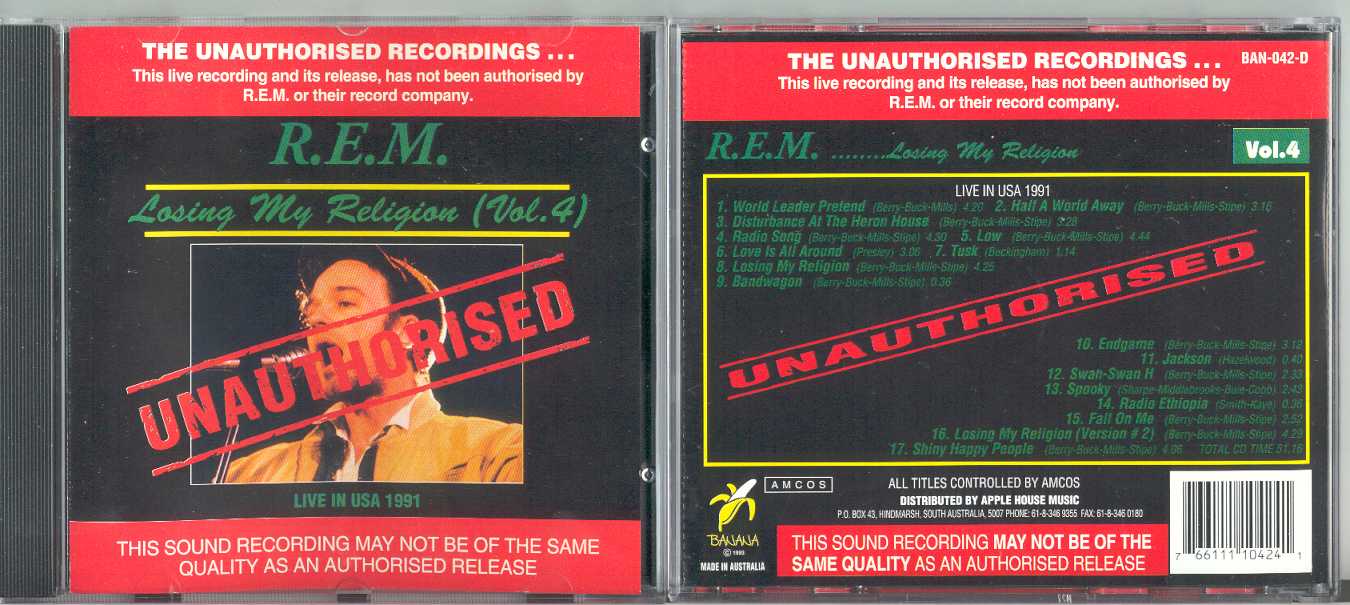 THE UNAUTHORISED RECORDINGS ...
This live recording and its release, has not been authorised by
R.E.M. or their record company.
R.E.M.
Losing My Religion (Vol.4)
UNAUTHORISED
LIVE IN USA 1991
THIS SOUND RECORDING MAY NOT BE OF THE SAME
QUALITY AS AN AUTHORISED RELEASE
THE UNAUTHORISED RECORDINGS ... BAN-042-D
This live recording and its release, has not been authorised by
R.E.M. or their record company.
R.E.M. ........Losing My Religion Vol.4
LIVE IN USA 1991
1. World Leader Pretend (Berry-Buck-Mills) 4.20 2. Half A World Away (Berry-Buck-Mills-Stipe) 3.16
3. Disturbance At The Heron House (Berry-Buck-Mills-Stipe) 3.28
4. Radio Song (Berry-Buck-Mills-Stipe) 4.30 5. Low (Berry-Buck-Mills-Stipe) 4.44
6. Love Is All Around (Presley) 3.06 7. Tusk (Beckingham) 1.14
8. Losing My Religion (Berry-Buck-Mills-Stipe) 4.25
9. Bandwagon (Berry-Buck-Mills-Stipe) 0.36
UNAUTHORISED
10. Endgame (Berry-Buck-Mills-Stipe) 3.12
11. Jackson (Hazelwood) 0.40
12. Swan-Swan H (Berry-Buck-Mills-Stipe) 2.33
13. Spooky (Sharpe-Middlebrooks-Buie-Cobb) 2.43
14. Radio Ethiopia (Smith-Kaye) 0.36
15. Fall On Me (Berry-Buck-Mills-Stipe) 2.52
16. Losing My Religion (Version # 2) (Berry-Buck-Mills-Stipe) 4.29
17. Shiny Happy People (Berry-Buck-Mills-Stipe) 4.06 TOTAL CD TIME 51.16
BANANA
© 1993
MADE IN AUSTRALIA
AMCOS
ALL TITLES CONTROLLED BY AMCOS
DISTRIBUTED BY APPLE HOUSE MUSIC
P.O. BOX 43, HINDMARSH, SOUTH AUSTRALIA, 5007 PHONE: 61-8-346 9355 FAX: 61-8-346 0180
THIS SOUND RECORDING MAY NOT BE OF THE
SAME QUALITY AS AN AUTHORISED RELEASE
7 66111 10424 1